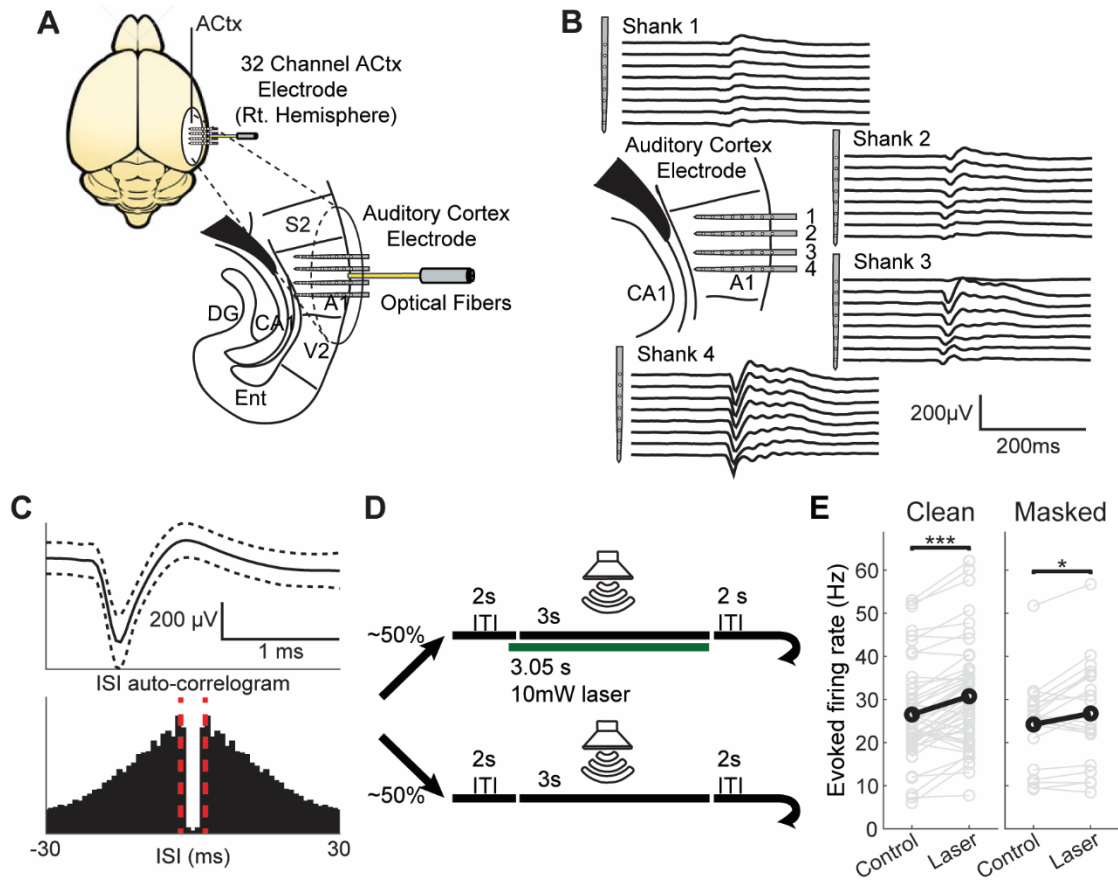 A
ACtx
32 Channel ACtx
Electrode
(Rt. Hemisphere)
S2
Auditory Cortex
Electrode
A1
Optical Fibers
DG
CA1
V2
Ent
B
Shank 1
Auditory Cortex
Electrode
1
2
3
4
CA1
A1
Shank 2
Shank 3
Shank 4
200µV
200ms
C
200 µV
1 ms
ISI auto-correlogram
-30
30
ISI (ms)
D
~50%
2s
ITI
3s
2 s
ITI
3.05 s
10mW laser
~50%
2s
ITI
3s
2 s
ITI
E
Clean
Masked
***
*
Evoked firing rate (Hz)
60
50
40
30
20
10
0
Control
Laser
Control
Laser